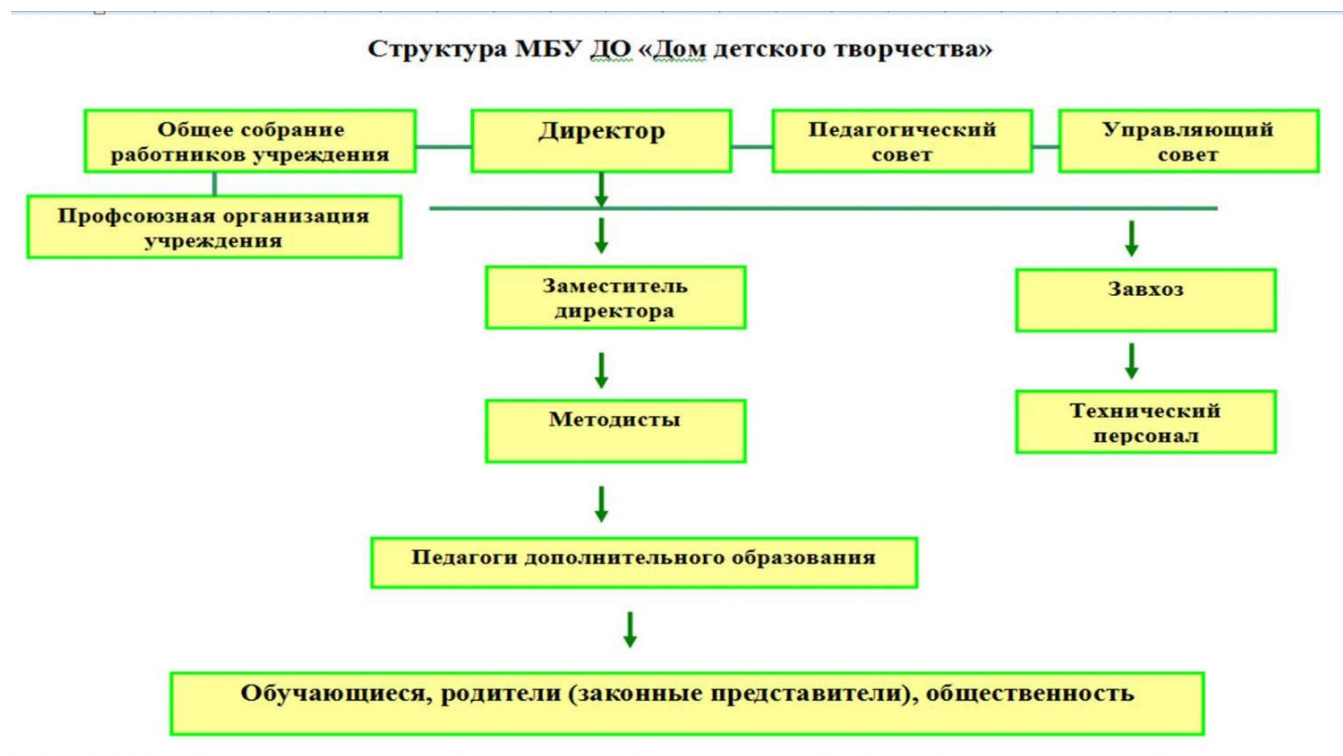 Структура МБУ ДО «Дом детского творчества»
Общее собрание
работников учреждения
Директор
Педагогический
совет
Управляющий
совет
Профсоюзная организация
учреждения
Заместитель
директора
Завхоз
Методисты
Технический
персонал
Педагоги дополнительного образования
Обучающиеся, родители (законные представители), общественность